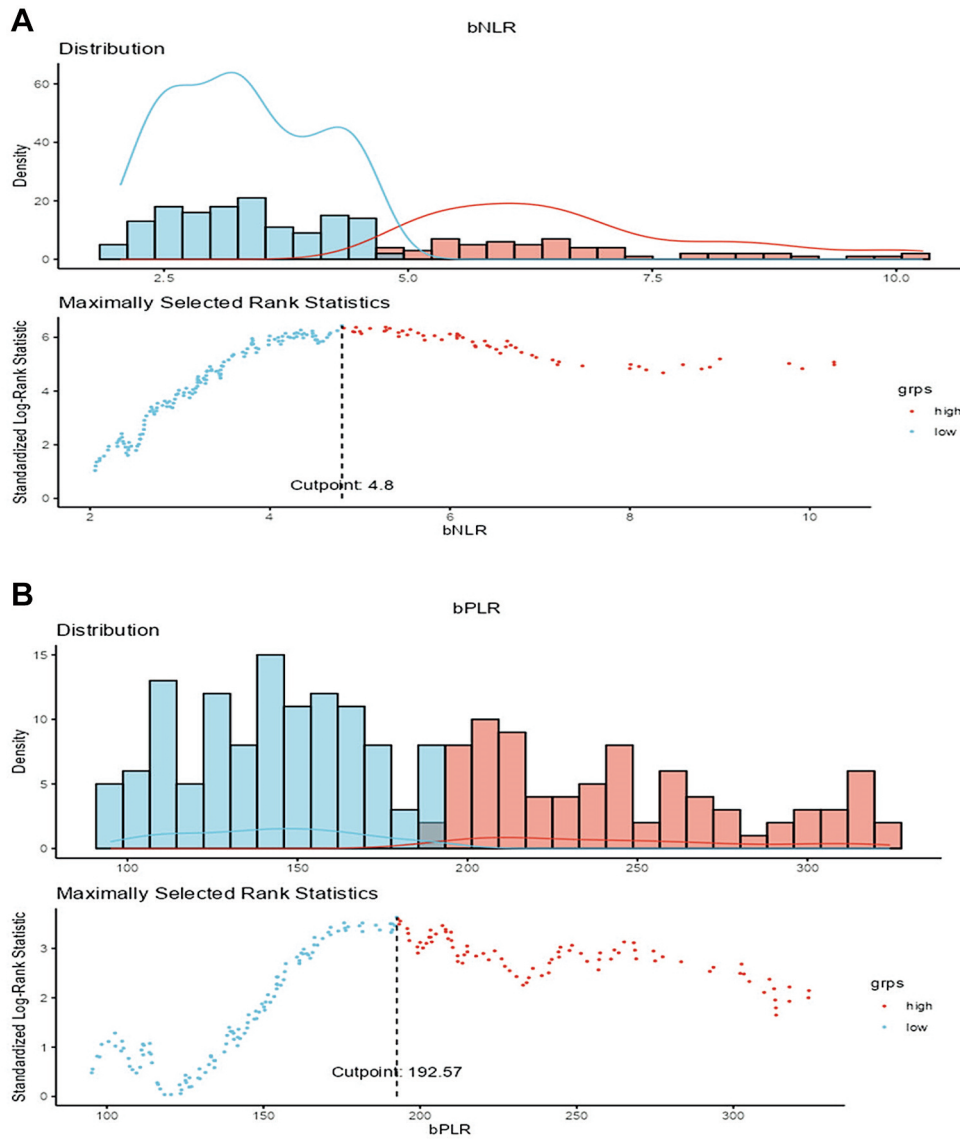 A
bNLR
Distribution
Density
60
40
20
0
2.5 5.0 7.5 10.0
Maximally Selected Rank Statistics
Standardized Log-Rank Statistic
6
4
2
0
Cutpoint: 4.8
2 4 6 8 10
bNLR
grps
high
low
B
bPLR
Distribution
Density
15
10
5
0
100 150 200 250 300
Maximally Selected Rank Statistics
Standardized Log-Rank Statistic
3
2
1
0
Cutpoint: 192.57
100 150 200 250 300
bPLR
grps
high
low